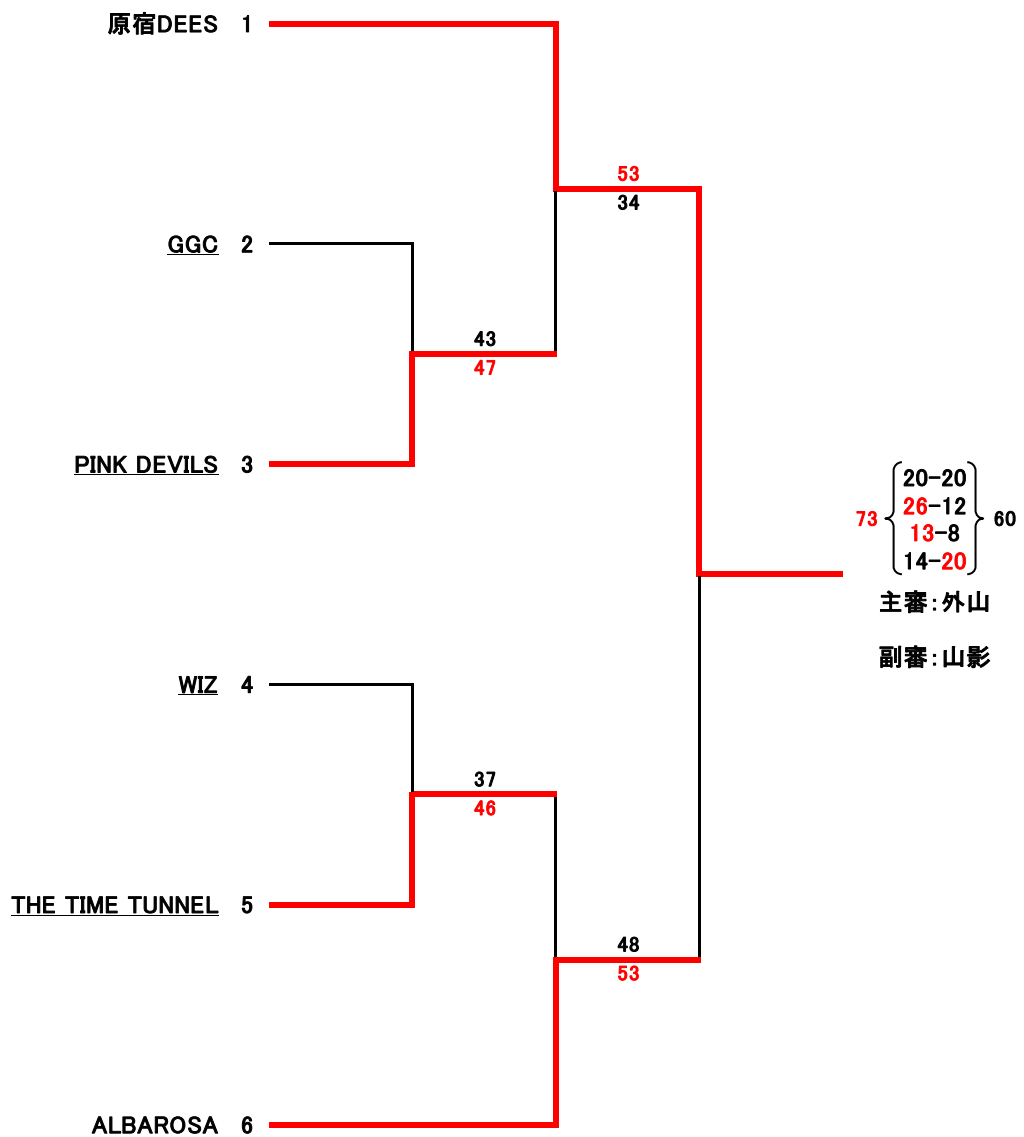 原宿DEES 1
53
34
GGC 2
43
47
PINK DEVILS 3
20-20
26-12
73 60
13-8
14-20
主審:外山
副審:山影
WIZ 4
37
46
THE TIME TUNNEL 5
48
53
ALBAROSA 6